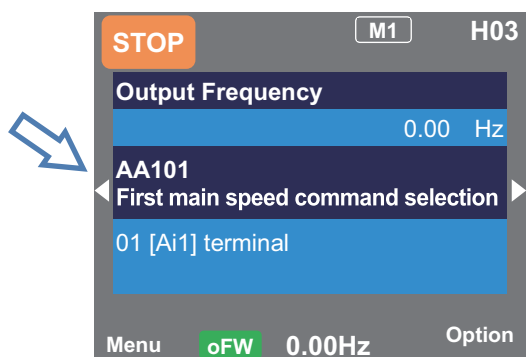 STOP M1 H03
Output Frequency
0.00 Hz
AA101
First main speed command selection
01 [Ai1] terminal
Menu oFW 0.00Hz Option